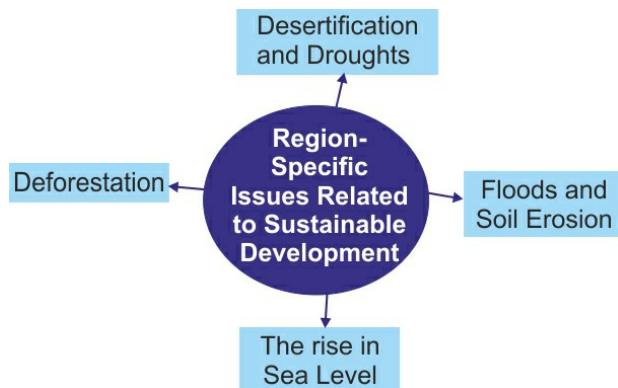 Desertification
and Droughts
Region-
Specific
Issues Related
to Sustainable
Development
Deforestation
Floods and
Soil Erosion
The rise in
Sea Level